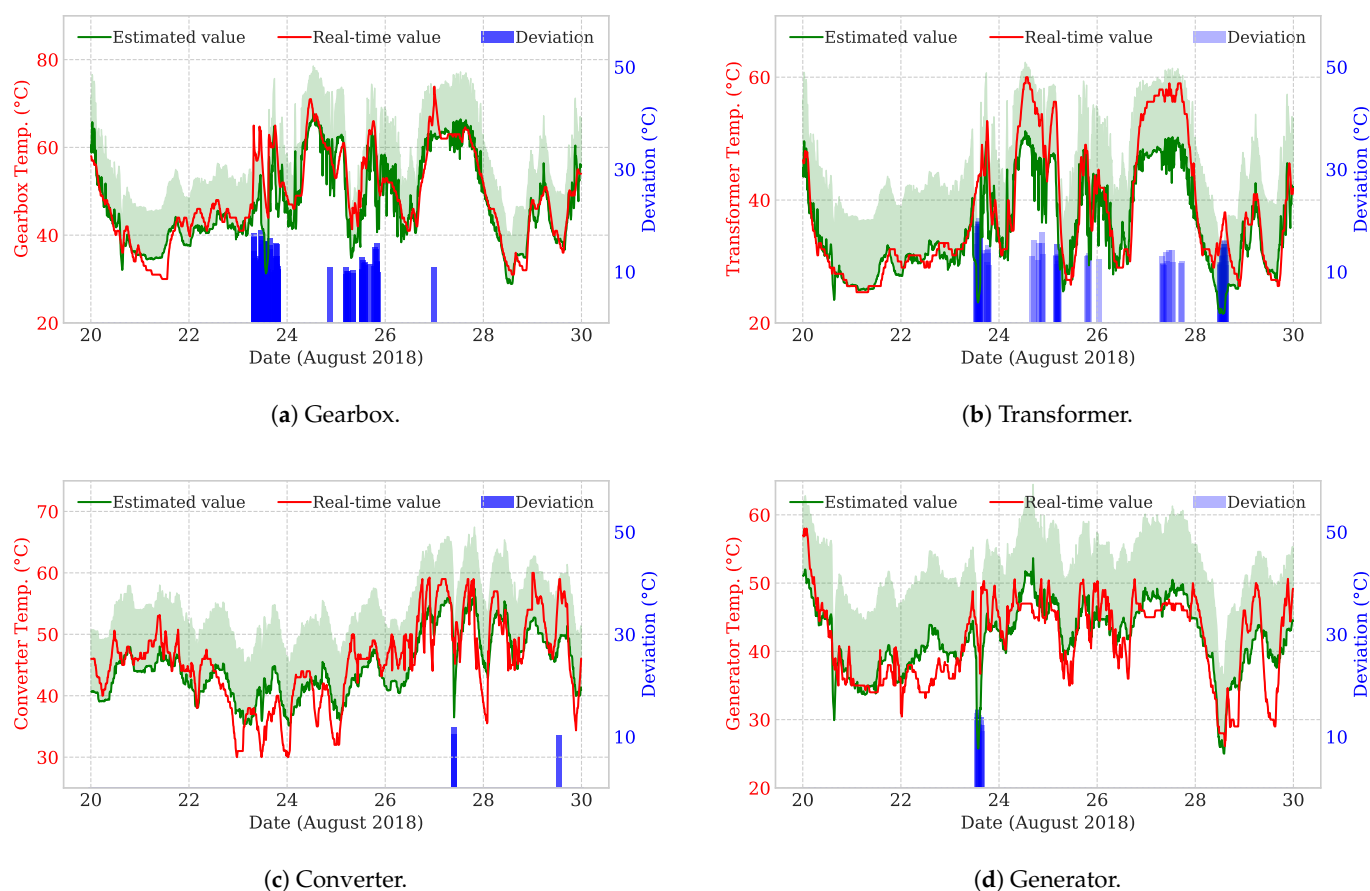 Estimated value Real-time value Deviation
80
60
40
20
Gearbox Temp. (°C)
50
30
10
Deviation (°C)
20 22 24 26 28 30
Date (August 2018)
(a) Gearbox.
Estimated value Real-time value Deviation
60
40
20
Transformer Temp. (°C)
50
30
10
Deviation (°C)
20 22 24 26 28 30
Date (August 2018)
(b) Transformer.
Estimated value Real-time value Deviation
70
60
50
40
30
Converter Temp. (°C)
50
30
10
Deviation (°C)
20 22 24 26 28 30
Date (August 2018)
(c) Converter.
Estimated value Real-time value Deviation
60
50
40
30
20
Generator Temp. (°C)
50
30
10
Deviation (°C)
20 22 24 26 28 30
Date (August 2018)
(d) Generator.